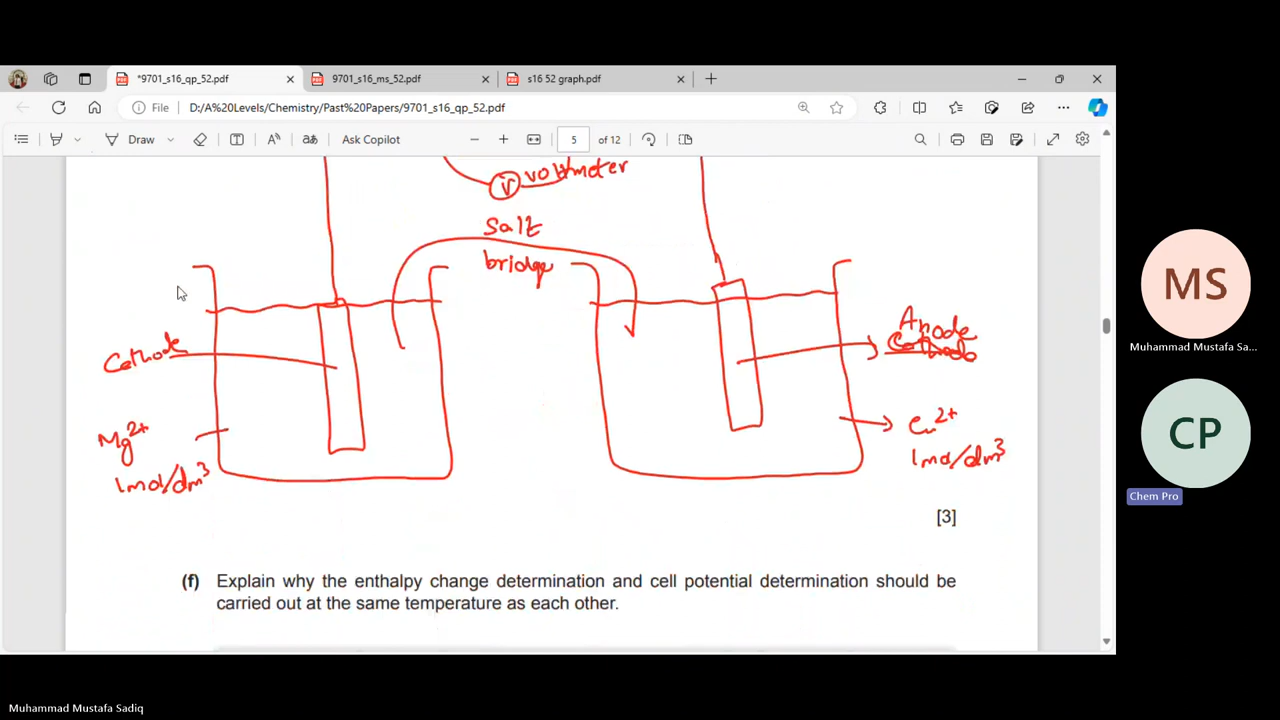 *9701_s16_qp_52.pdf
9701_s16_ms_52.pdf
s16 52 graph.pdf
File
D:/A%20Levels/Chemistry/Past%20Papers/9701_s16_qp_52.pdf
Draw
Ask Copilot
5
of 12
V
voltmeter
salt
bridge
Cathode
Anode
Cathode
Mg2+
1mol/dm3
Cu2+
1mol/dm3
[3]
(f) Explain why the enthalpy change determination and cell potential determination should be
carried out at the same temperature as each other.
MS
Muhammad Mustafa Sa...
CP
Chem Pro
Muhammad Mustafa Sadiq